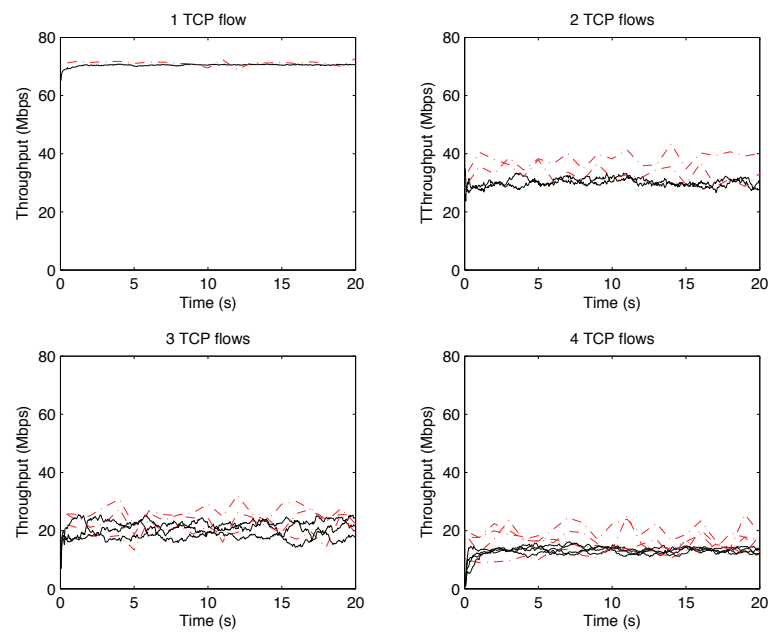 1 TCP flow
80
60
40
20
0
Throughput (Mbps)
0 5 10 15 20
Time (s)
2 TCP flows
80
60
40
20
0
TThroughput (Mbps)
0 5 10 15 20
Time (s)
3 TCP flows
80
60
40
20
0
Throughput (Mbps)
0 5 10 15 20
Time (s)
4 TCP flows
80
60
40
20
0
Throughput (Mbps)
0 5 10 15 20
Time (s)